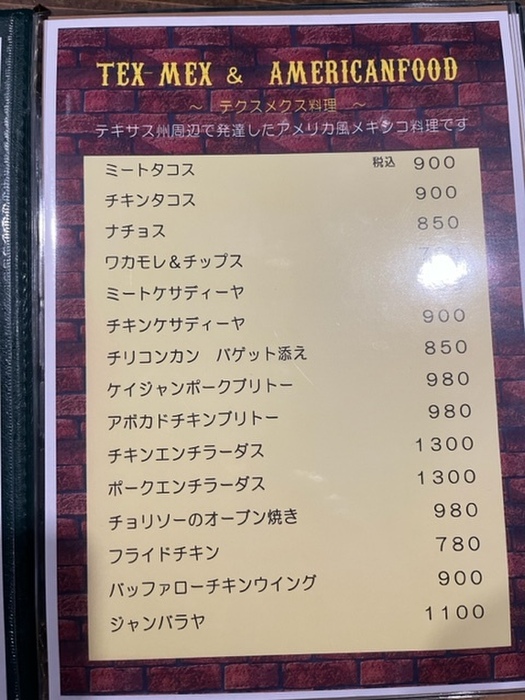 TEX-MEX & AMERICANFOOD
～ テクスメクス料理 ～
テキサス州周辺で発達したアメリカ風メキシコ料理です
ミートタコス 税込 900
チキンタコス 900
ナチョス 850
ワカモレ＆チップス
ミートケサディーヤ
チキンケサディーヤ 900
チリコンカン バゲット添え 850
ケイジャンポークブリトー 980
アボカドチキンブリトー 980
チキンエンチラーダス 1300
ポークエンチラーダス 1300
チョリソーのオーブン焼き 980
フライドチキン 780
バッファローチキンウイング 900
ジャンバラヤ 1100